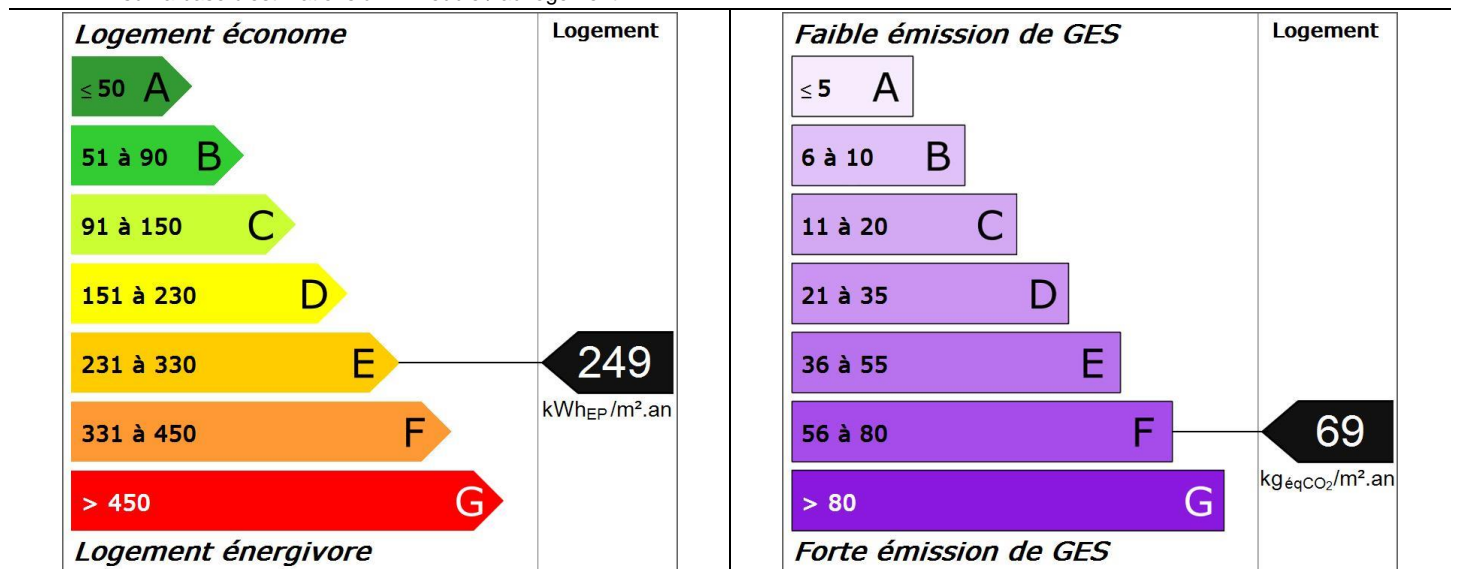 Logement économe
Logement
≤ 50 A
51 à 90 B
91 à 150 C
151 à 230 D
231 à 330 E
249
kWhEP/m².an
331 à 450 F
> 450 G
Logement énergivore
Faible émission de GES
Logement
≤ 5 A
6 à 10 B
11 à 20 C
21 à 35 D
36 à 55 E
56 à 80 F
69
kgéqCO2/m².an
> 80 G
Forte émission de GES